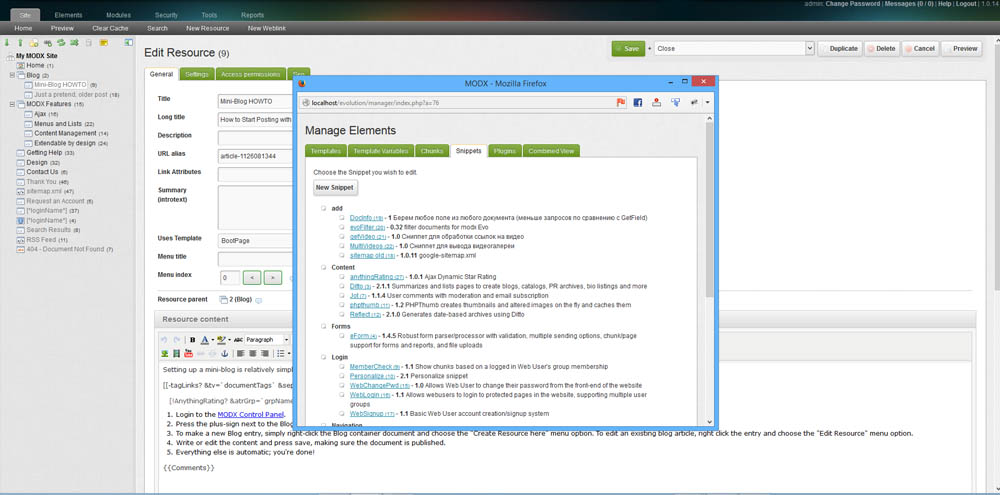 admin, Change Password | Messages (0 / 0) | Help | Logout | 1.0.14
Site Elements Modules Security Tools Reports
Home Preview Clear Cache Search New Resource New Weblink
My MODX Site
Home (1)
Blog (2)
Mini-Blog HOWTO (9)
Just a pretend, older post (18)
MODX Features (15)
Ajax (16)
Menus and Lists (22)
Content Management (14)
Extendable by design (24)
Getting Help (33)
Design (32)
Contact Us (6)
Thank You (46)
sitemap.xml (47)
Request an Account (5)
[*loginName*] (37)
[*loginName*] (4)
Search Results (8)
RSS Feed (11)
404 - Document Not Found (7)
Edit Resource (9)
Save + Close Duplicate Delete Cancel Preview
General Settings Access permissions
Title Mini-Blog HOWTO
Long title How to Start Posting with
Description
URL alias article-1126081344
Link Attributes
Summary
(introtext)
Uses Template BootPage
Menu title
Menu index 0 < >
Resource parent 2 (Blog)
Resource content
B A ABC Paragraph
Setting up a mini-blog is relatively simpl
[[-tagLinks? &tv=`documentTags` &sep
[!AnythingRating? &atrGrp=`grpName
1. Login to the MODX Control Panel.
2. Press the plus-sign next to the Blog
3. To make a new Blog entry, simply right-click the Blog container document and choose the "Create Resource here" menu option. To edit an existing blog article, right click the entry and choose the "Edit Resource" menu option.
4. Write or edit the content and press save, making sure the document is published.
5. Everything else is automatic; you're done!
{{Comments}}
MODX - Mozilla Firefox
localhost/evolution/manager/index.php?a=76
Manage Elements
Templates Template Variables Chunks Snippets Plugins Combined View
Choose the Snippet you wish to edit.
New Snippet
add
DocInfo (19) - 1 Берем любое поле из любого документа (меньше запросов по сравнению с GetField)
evoFilter (20) - 0.32 filter documents for modx Evo
getVideo (21) - 1.0 Сниппет для обработки ссылок на видео
MultiVideos (22) - 1.0 Сниппет для вывода видеогалереи
sitemap old (18) - 1.0.11 google-sitemap.xml
Content
anythingRating (27) - 1.0.1 Ajax Dynamic Star Rating
Ditto (3) - 2.1.1 Summarizes and lists pages to create blogs, catalogs, PR archives, bio listings and more
Jot (7) - 1.1.4 User comments with moderation and email subscription
phpthumb (11) - 1.2 PHPThumb creates thumbnails and altered images on the fly and caches them
Reflect (12) - 2.1.0 Generates date-based archives using Ditto
Forms
eForm (4) - 1.4.5 Robust form parser/processor with validation, multiple sending options, chunk/page
support for forms and reports, and file uploads
Login
MemberCheck (9) - 1.1 Show chunks based on a logged in Web User's group membership
Personalize (10) - 2.1 Personalize snippet
WebChangePwd (15) - 1.0 Allows Web User to change their password from the front-end of the website
WebLogin (16) - 1.1 Allows webusers to login to protected pages in the website, supporting multiple user
groups
WebSignup (17) - 1.1 Basic Web User account creation/signup system
Navigation